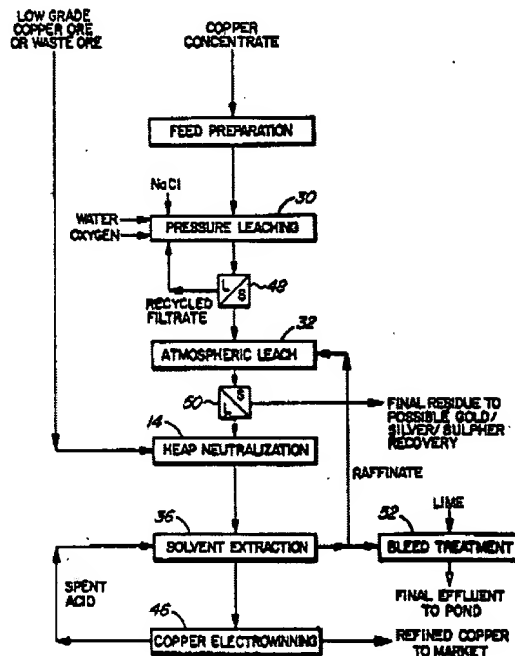 LOW GRADE
COPPER ORE
OR WASTE ORE
COPPER
CONCENTRATE
FEED PREPARATION
NaCl
30
WATER
OXYGEN
PRESSURE LEACHING
L/S
48
RECYCLED
FILTRATE
32
ATMOSPHERIC LEACH
50
L/S
FINAL RESIDUE TO
POSSIBLE GOLD/
SILVER/SULPHER
RECOVERY
14
HEAP NEUTRALIZATION
RAFFINATE
LIME
36
52
SOLVENT EXTRACTION
BLEED TREATMENT
SPENT
ACID
FINAL EFFLUENT
TO POND
46
COPPER ELECTROWINNING
REFINED COPPER
TO MARKET